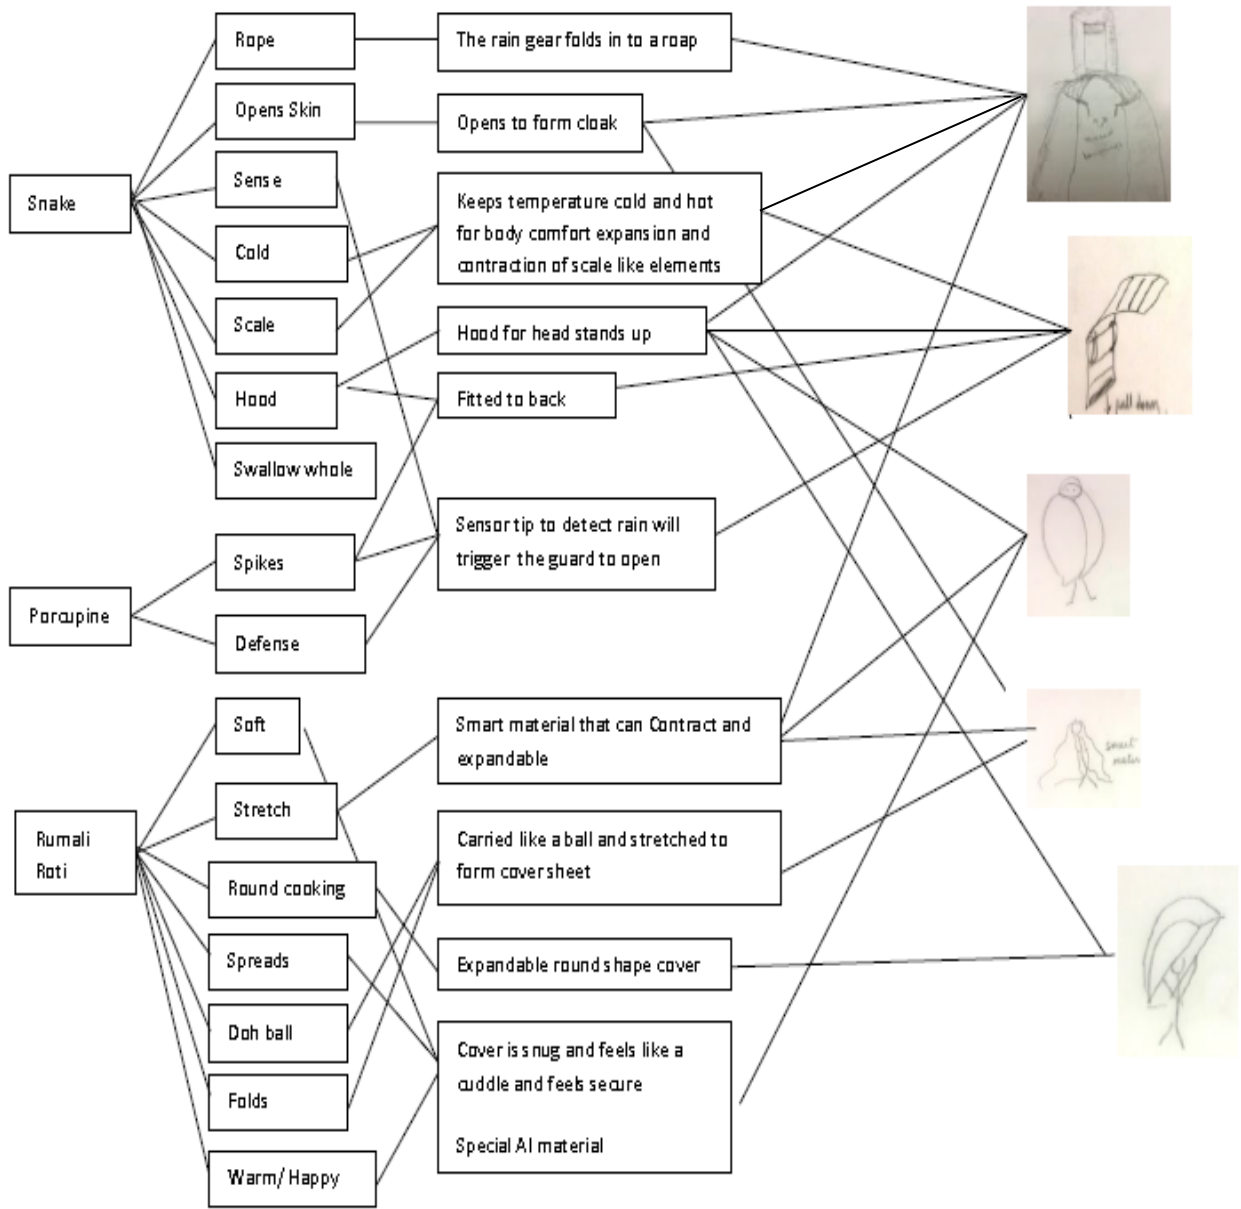 Rope
The rain gear folds in to a roap
Opens Skin
Opens to form cloak
Sense
Snake
Keeps temperature cold and hot
for body comfort expansion and
contraction of scale like elements
Cold
Scale
Hood for head stands up
Hood
Fitted to back
pull down
Swallow whole
Sensor tip to detect rain will
trigger the guard to open
Spikes
Porcupine
Defense
Soft
Smart material that can Contract and
expandable
smart
Stretch
Rumali
Roti
Carried like a ball and stretched to
form cover sheet
Round cooking
Spreads
Expandable round shape cover
Doh ball
Cover is snug and feels like a
cuddle and feels secure
Special AI material
Folds
Warm/ Happy